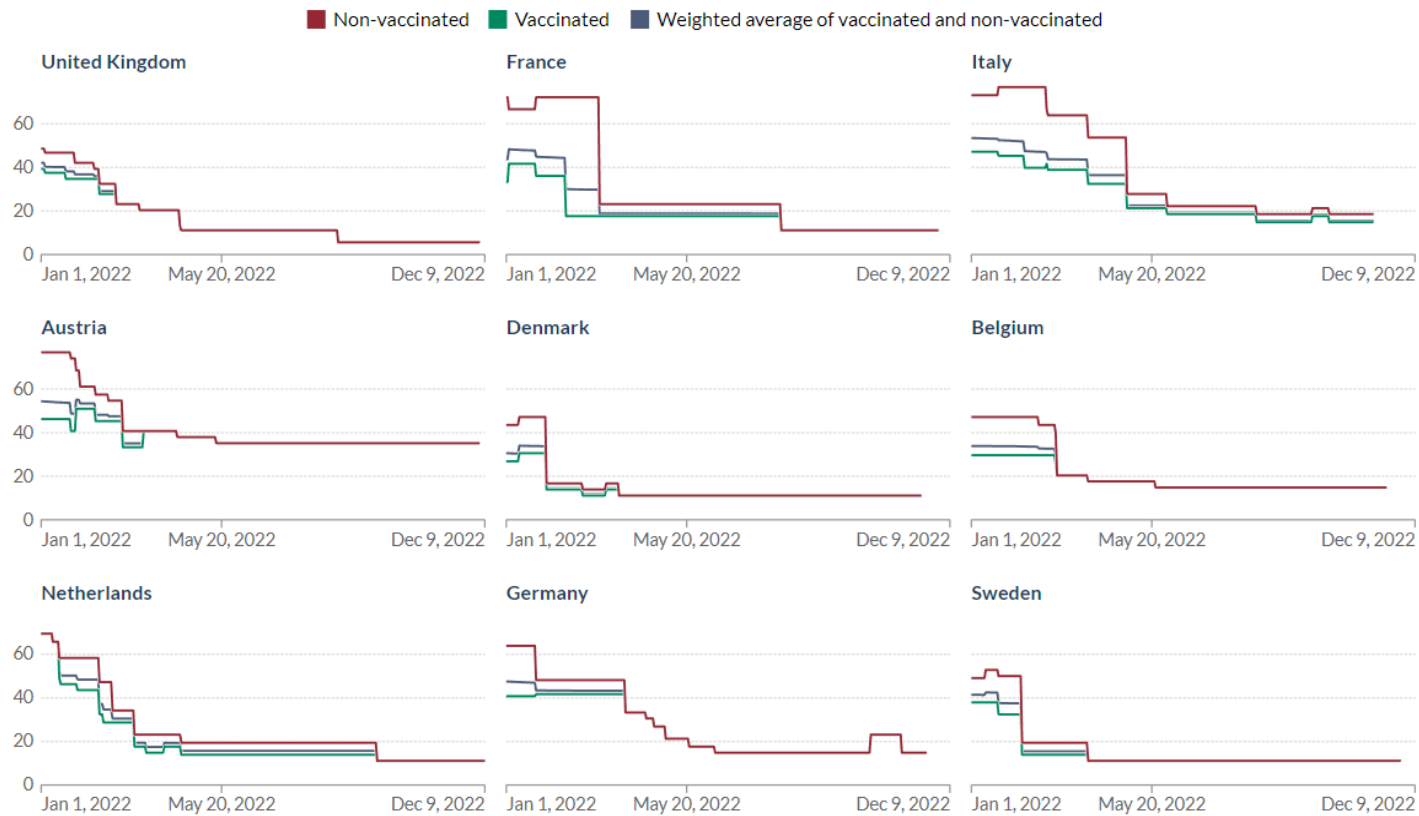 Non-vaccinated Vaccinated Weighted average of vaccinated and non-vaccinated
United Kingdom France Italy
60
40
20
0
Jan 1, 2022 May 20, 2022 Dec 9, 2022 Jan 1, 2022 May 20, 2022 Dec 9, 2022 Jan 1, 2022 May 20, 2022 Dec 9, 2022
Austria Denmark Belgium
60
40
20
0
Jan 1, 2022 May 20, 2022 Dec 9, 2022 Jan 1, 2022 May 20, 2022 Dec 9, 2022 Jan 1, 2022 May 20, 2022 Dec 9, 2022
Netherlands Germany Sweden
60
40
20
0
Jan 1, 2022 May 20, 2022 Dec 9, 2022 Jan 1, 2022 May 20, 2022 Dec 9, 2022 Jan 1, 2022 May 20, 2022 Dec 9, 2022